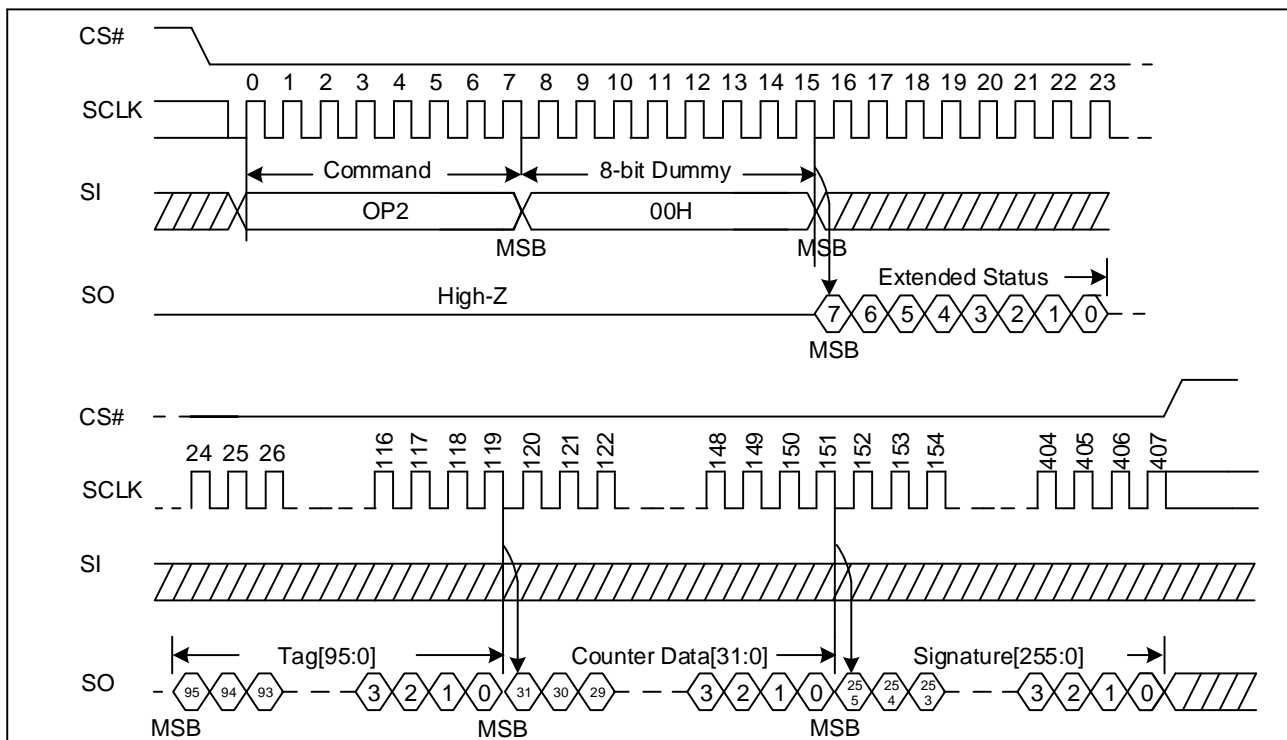 CS#
0 1 2 3 4 5 6 7 8 9 10 11 12 13 14 15 16 17 18 19 20 21 22 23
SCLK
Command 8-bit Dummy
SI
OP2 00H
MSB MSB
Extended Status
SO
High-Z
7 6 5 4 3 2 1 0
MSB
CS#
24 25 26 116 117 118 119 120 121 122 148 149 150 151 152 153 154 404 405 406 407
SCLK
SI
Tag[95:0] Counter Data[31:0] Signature[255:0]
SO
95 94 93 3 2 1 0 31 30 29 3 2 1 0 255 254 253 3 2 1 0
MSB MSB MSB